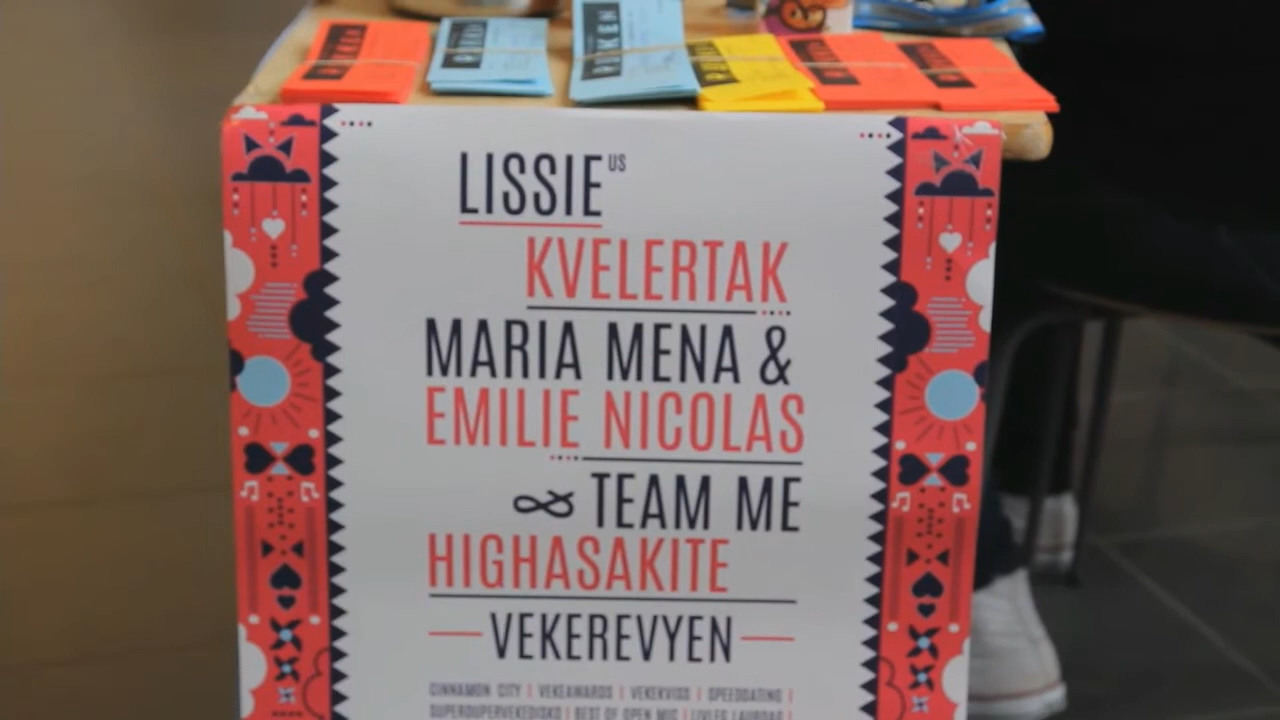 LISSIE US
KVELERTAK
MARIA MENA &
EMILIE NICOLAS
& TEAM ME
HIGHASAKITE
VEKEREVYEN
CINNAMON CITY | VEKEAWARDS | VEKEKVISS | SPEEDDATING |
SUPERDUPERVEKEDISKO | BEST OF OPEN MIC |